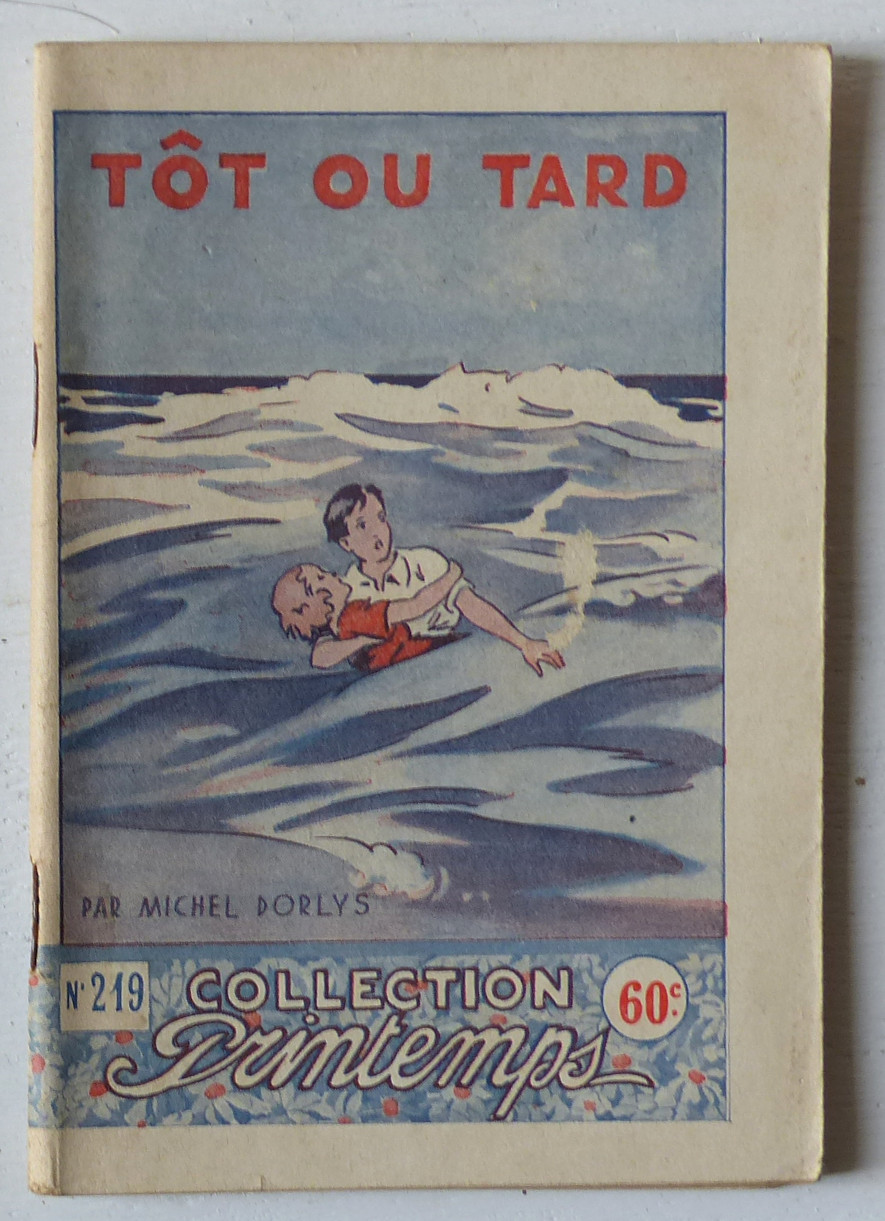 TÔT OU TARD
PAR MICHEL DORLYS
N° 219
COLLECTION
Printemps
60c.